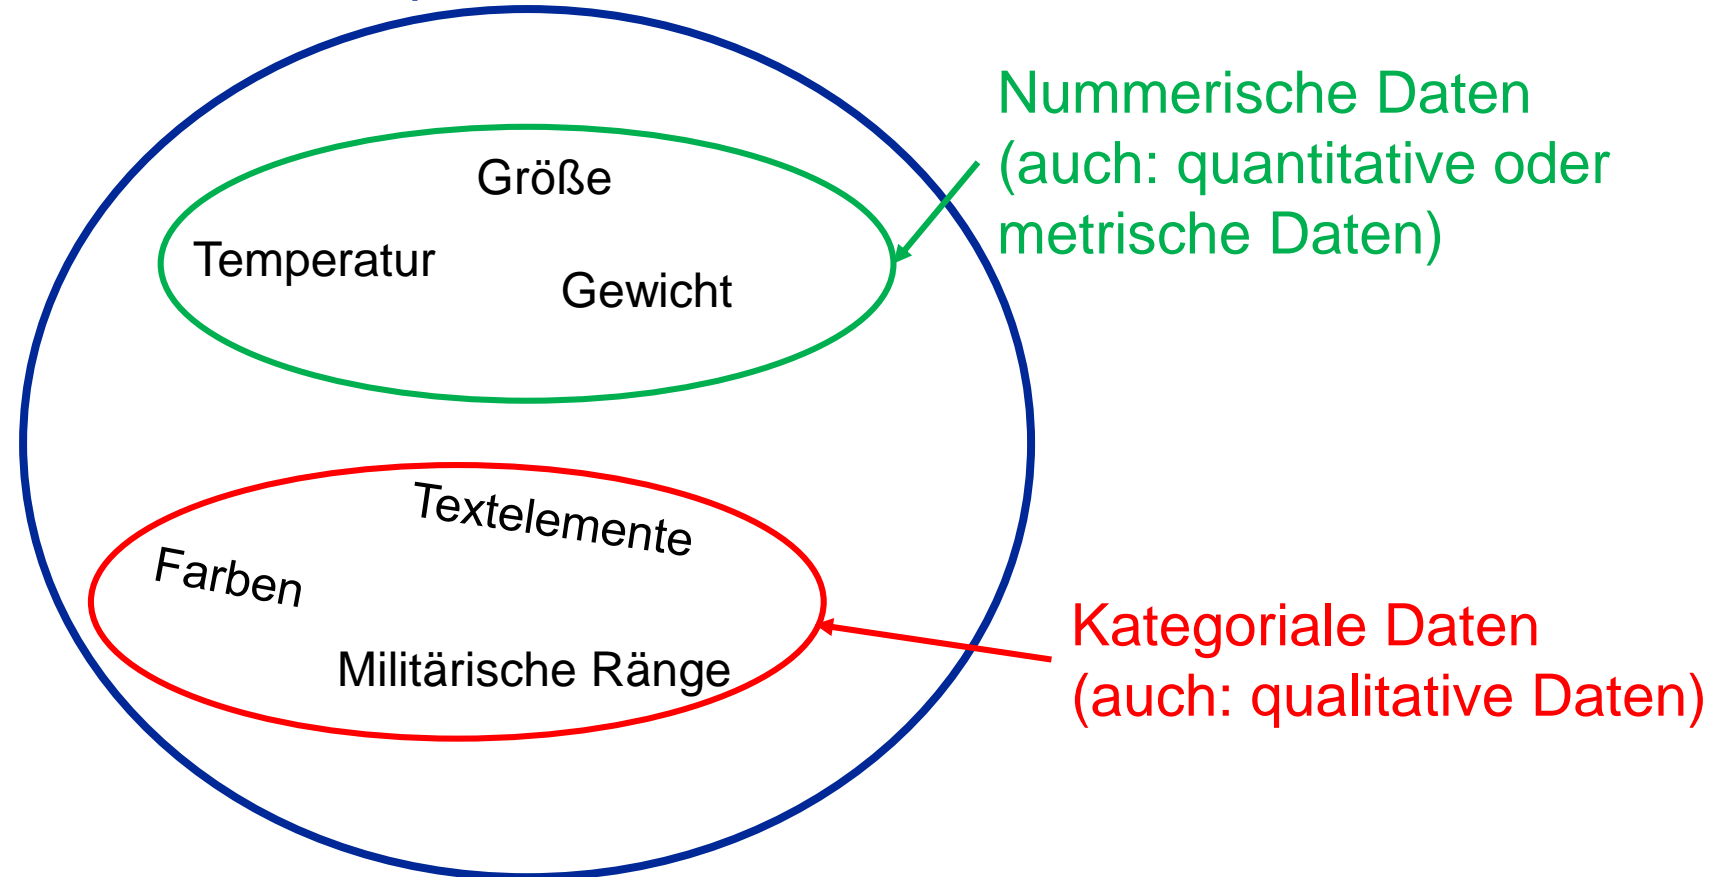 Nummerische Daten
(auch: quantitative oder
metrische Daten)
Größe
Temperatur
Gewicht
Textelemente
Farben
Militärische Ränge
Kategoriale Daten
(auch: qualitative Daten)